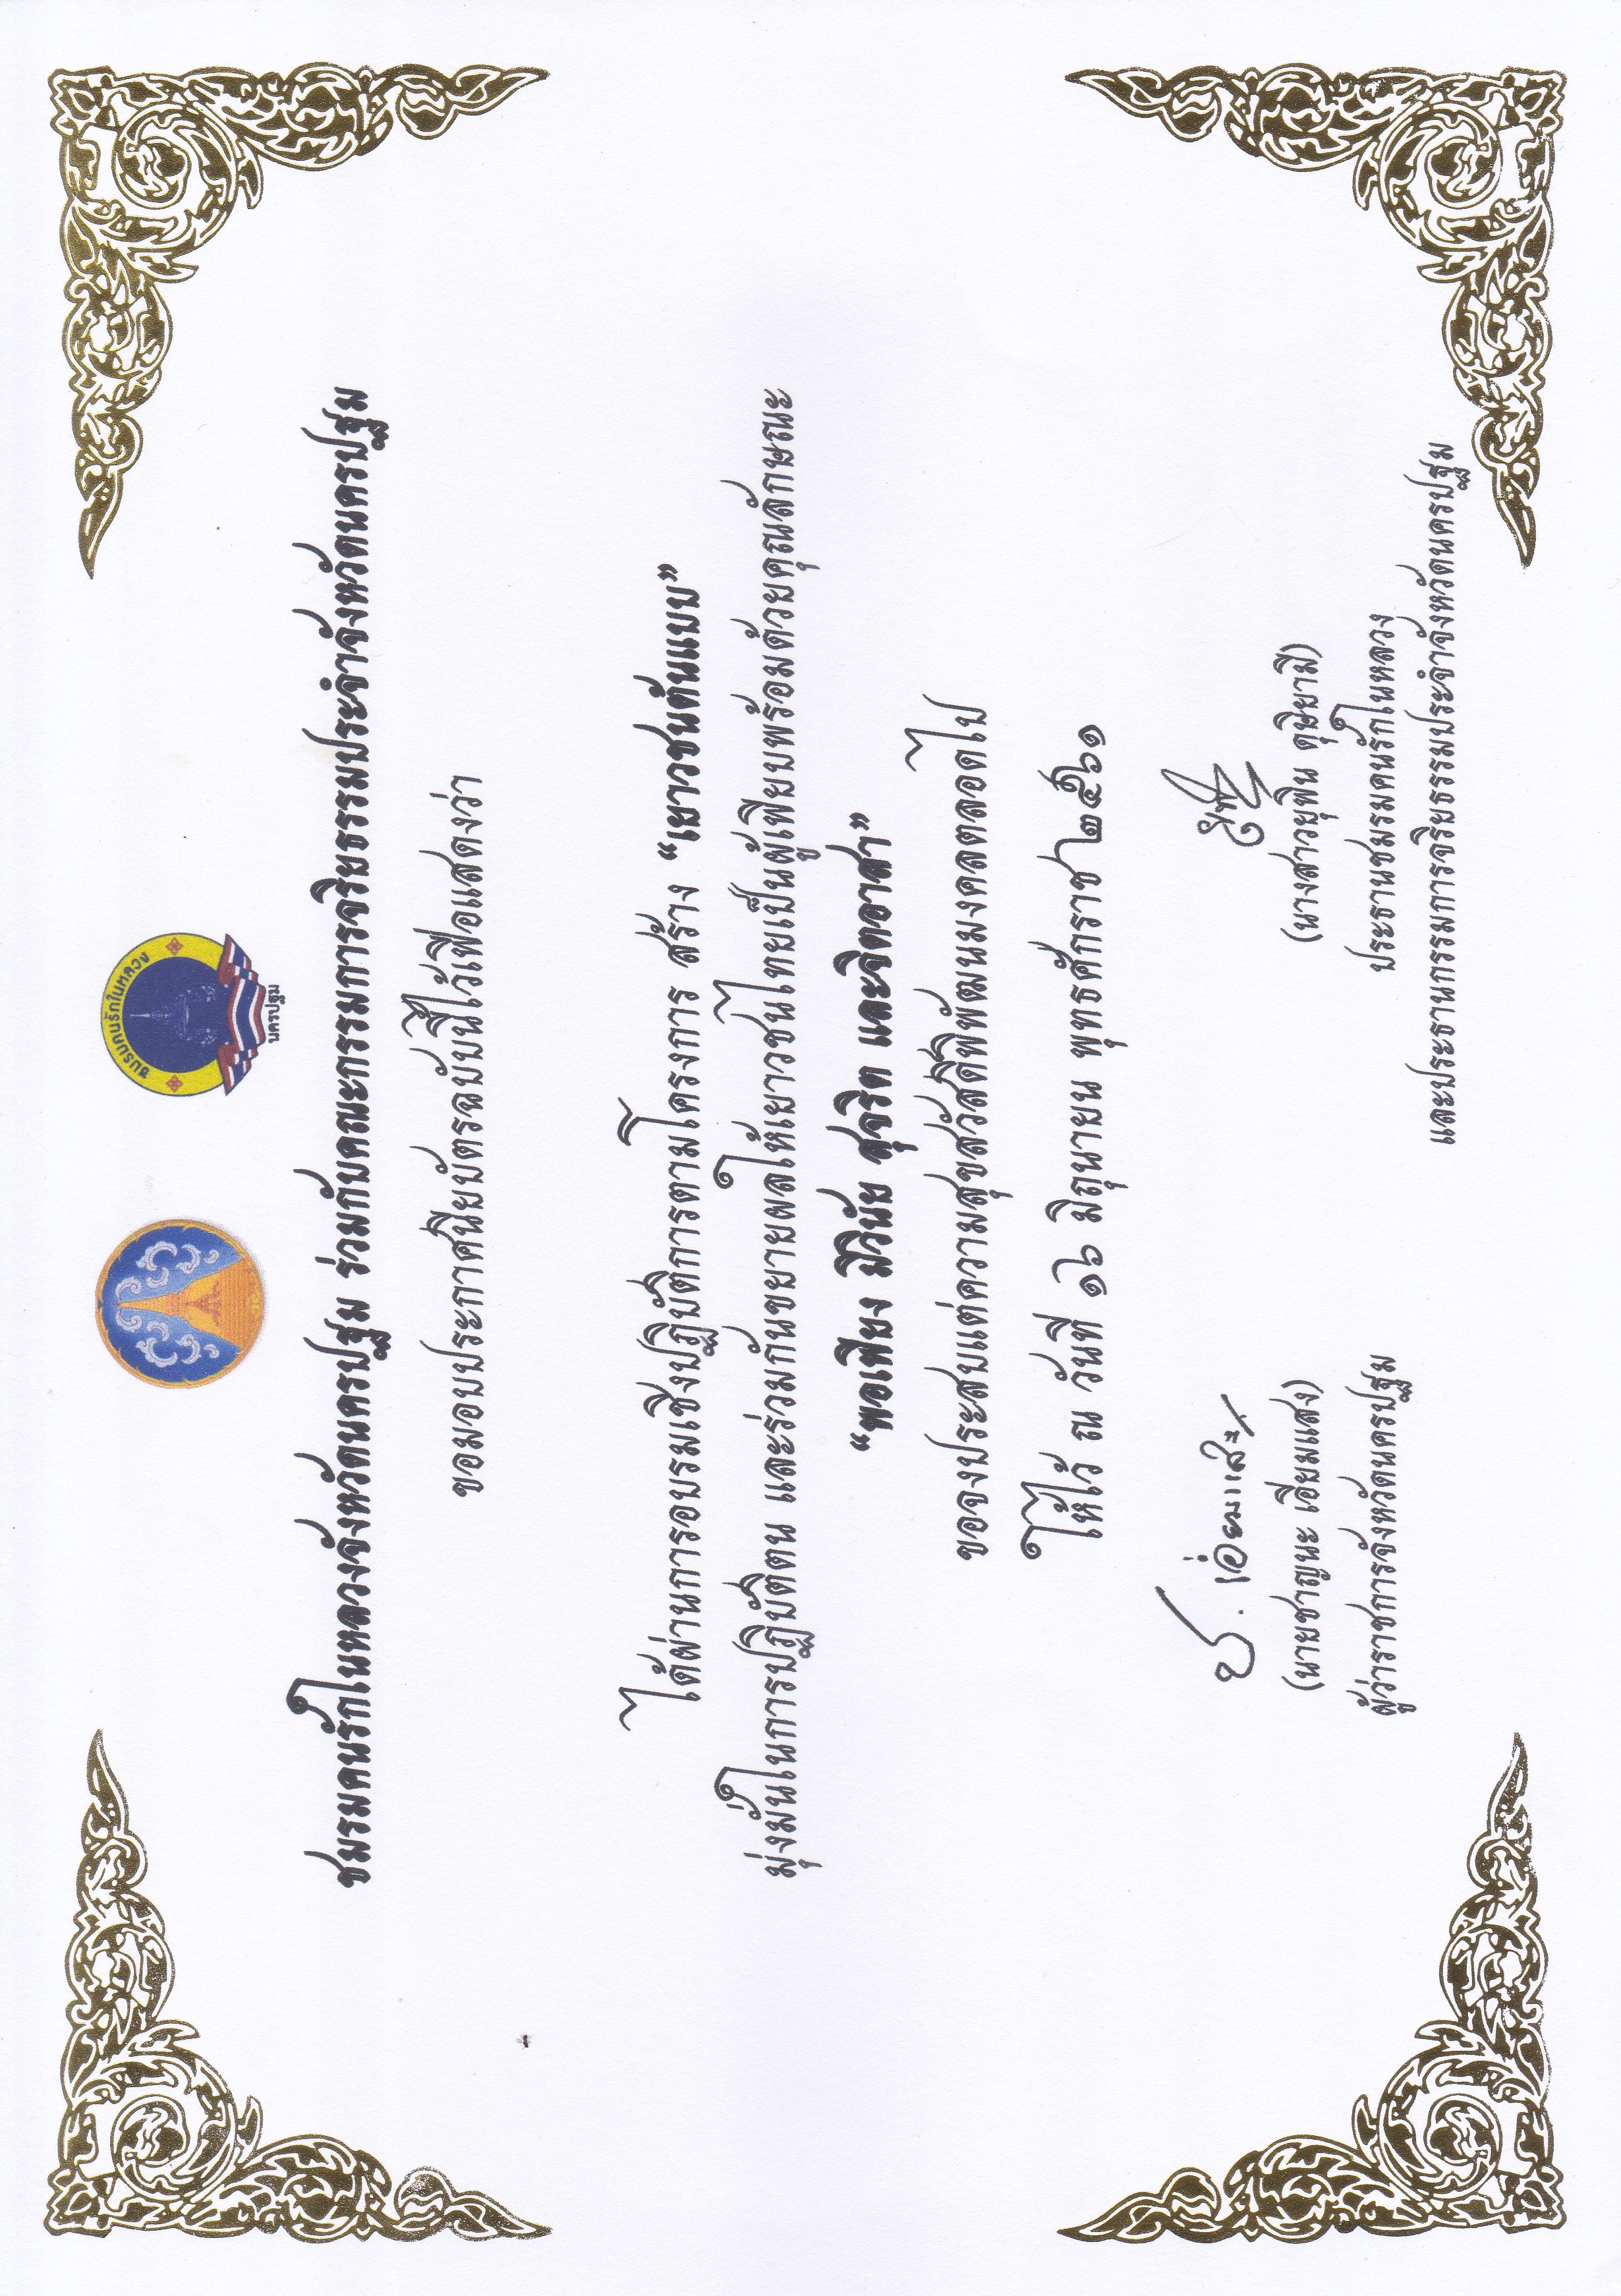 ชมรมคนรักในหลวง
นครปฐม
ชมรมคนรักในหลวงจังหวัดนครปฐม ร่วมกับคณะกรรมการจริยธรรมประจำจังหวัดนครปฐม
ขอมอบประกาศนียบัตรฉบับนี้ไว้เพื่อแสดงว่า
ได้ผ่านการอบรมเชิงปฏิบัติการตามโครงการ สร้าง “เยาวชนต้นแบบ”
มุ่งมั่นในการปฏิบัติตน และร่วมกันขยายผลให้เยาวชนไทยเป็นผู้เพียบพร้อมด้วยคุณลักษณะ
“พอเพียง มีวินัย สุจริต และจิตอาสา”
ขอจงประสบแต่ความสุขสวัสดิ์พิพัฒนมงคลตลอดไป
ให้ไว้ ณ วันที่ ๑๖ มิถุนายน พุทธศักราช ๒๕๖๑
ช. เอี่ยมแสง
(นายชาญนะ เอี่ยมแสง)
(นางสาวยุพิน ดุษิยามี)
ผู้ว่าราชการจังหวัดนครปฐม
ประธานชมรมคนรักในหลวง
และประธานกรรมการจริยธรรมประจำจังหวัดนครปฐม